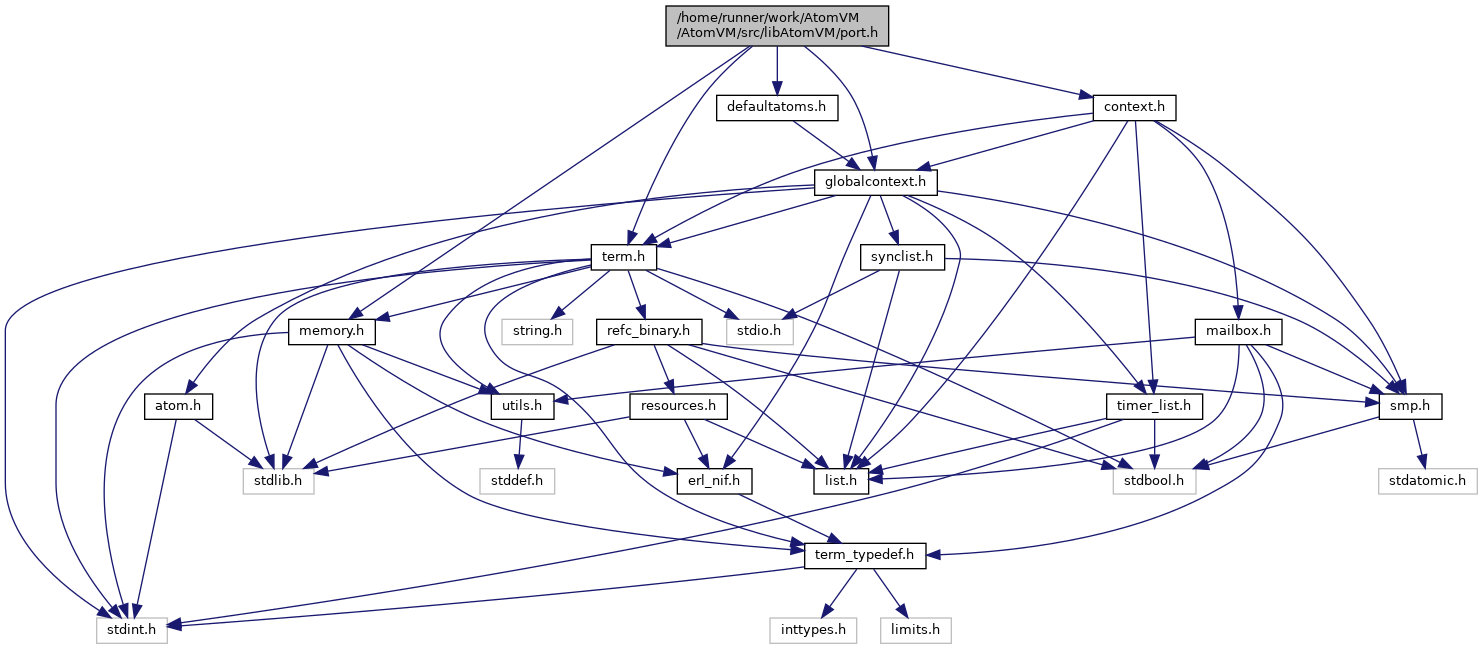 /home/runner/work/AtomVM
/AtomVM/src/libAtomVM/port.h
defaultatoms.h
context.h
globalcontext.h
term.h
synclist.h
memory.h
string.h
refc_binary.h
stdio.h
mailbox.h
atom.h
utils.h
resources.h
timer_list.h
smp.h
stdlib.h
stddef.h
erl_nif.h
list.h
stdbool.h
stdatomic.h
term_typedef.h
stdint.h
inttypes.h
limits.h